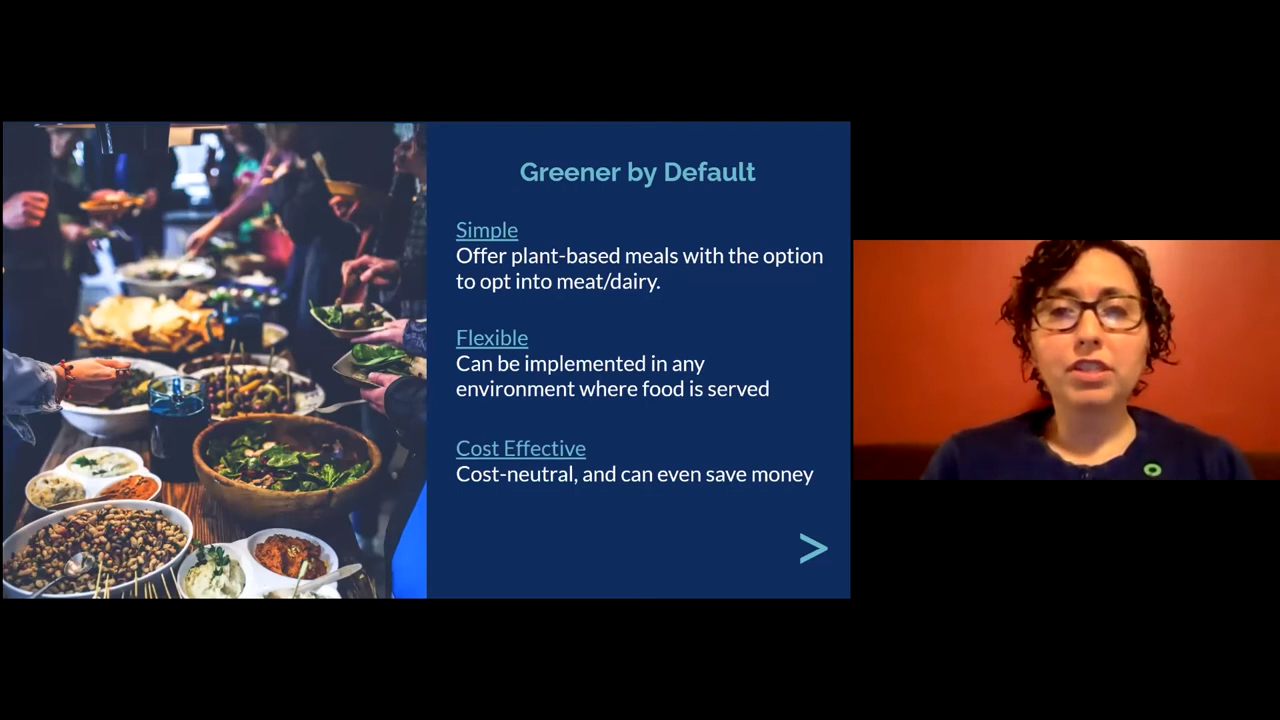 Greener by Default
Simple
Offer plant-based meals with the option
to opt into meat/dairy.
Flexible
Can be implemented in any
environment where food is served
Cost Effective
Cost-neutral, and can even save money
>